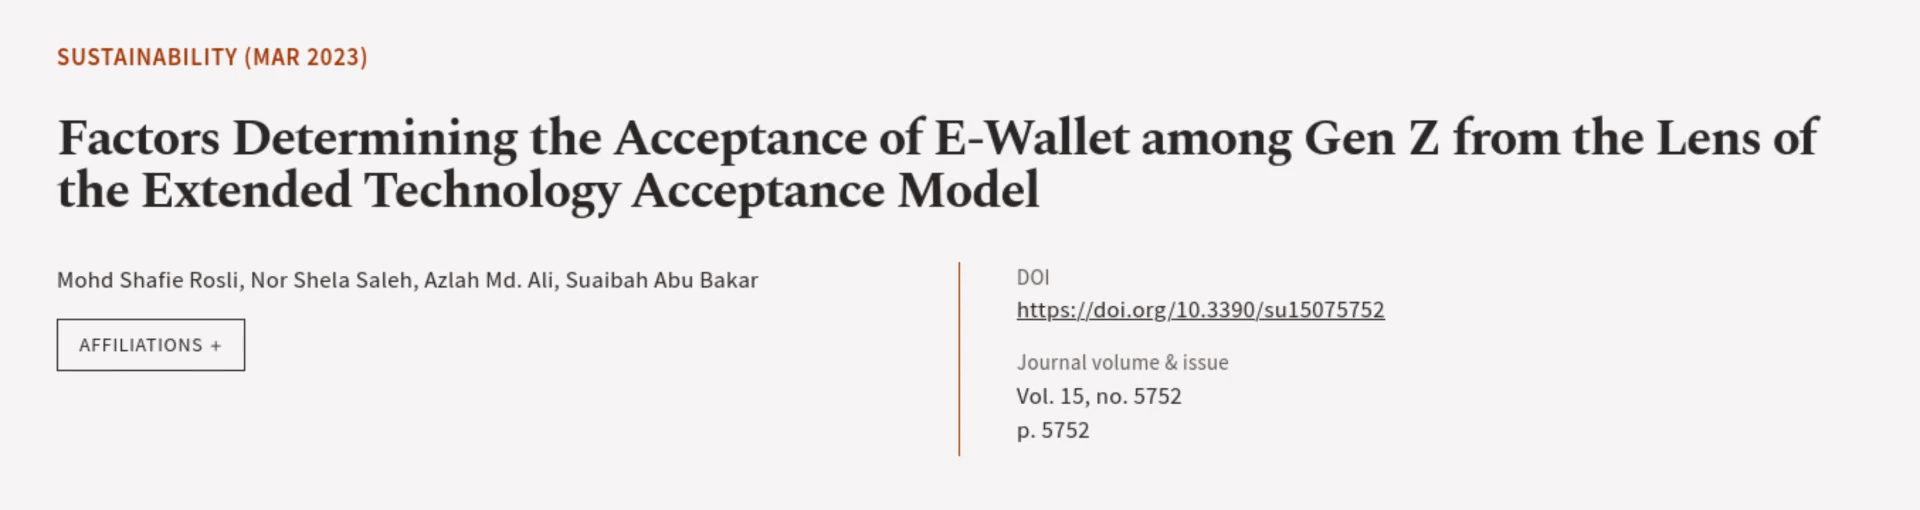 SUSTAINABILITY (MAR 2023)
Factors Determining the Acceptance of E-Wallet among Gen Z from the Lens of
the Extended Technology Acceptance Model
Mohd Shafie Rosli, Nor Shela Saleh, Azlah Md. Ali, Suaibah Abu Bakar
AFFILIATIONS +
DOI
https://doi.org/10.3390/su15075752
Journal volume & issue
Vol. 15, no. 5752
p. 5752